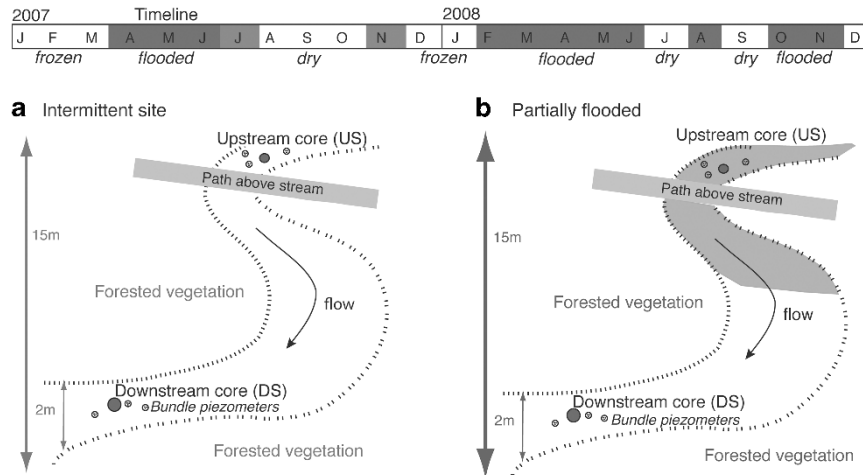 2007 Timeline 2008
J F M A M J J A S O N D J F M A M J J A S O N D
frozen flooded dry frozen flooded dry dry flooded
a Intermittent site
Upstream core (US)
Path above stream
15m
Forested vegetation
flow
Downstream core (DS)
Bundle piezometers
2m
Forested vegetation
b Partially flooded
Upstream core (US)
Path above stream
15m
Forested vegetation
flow
Downstream core (DS)
Bundle piezometers
2m
Forested vegetation